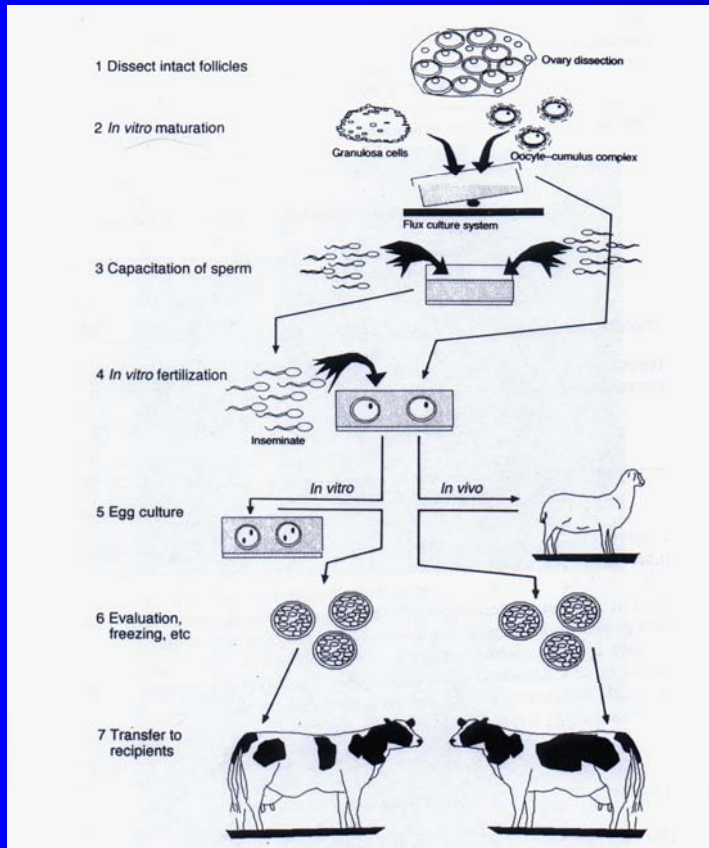 1 Dissect intact follicles
Ovary dissection
2 In vitro maturation
Granulosa cells
Oocyte–cumulus complex
Flux culture system
3 Capacitation of sperm
4 In vitro fertilization
Inseminate
In vitro
In vivo
5 Egg culture
6 Evaluation,
freezing, etc
7 Transfer to
recipients